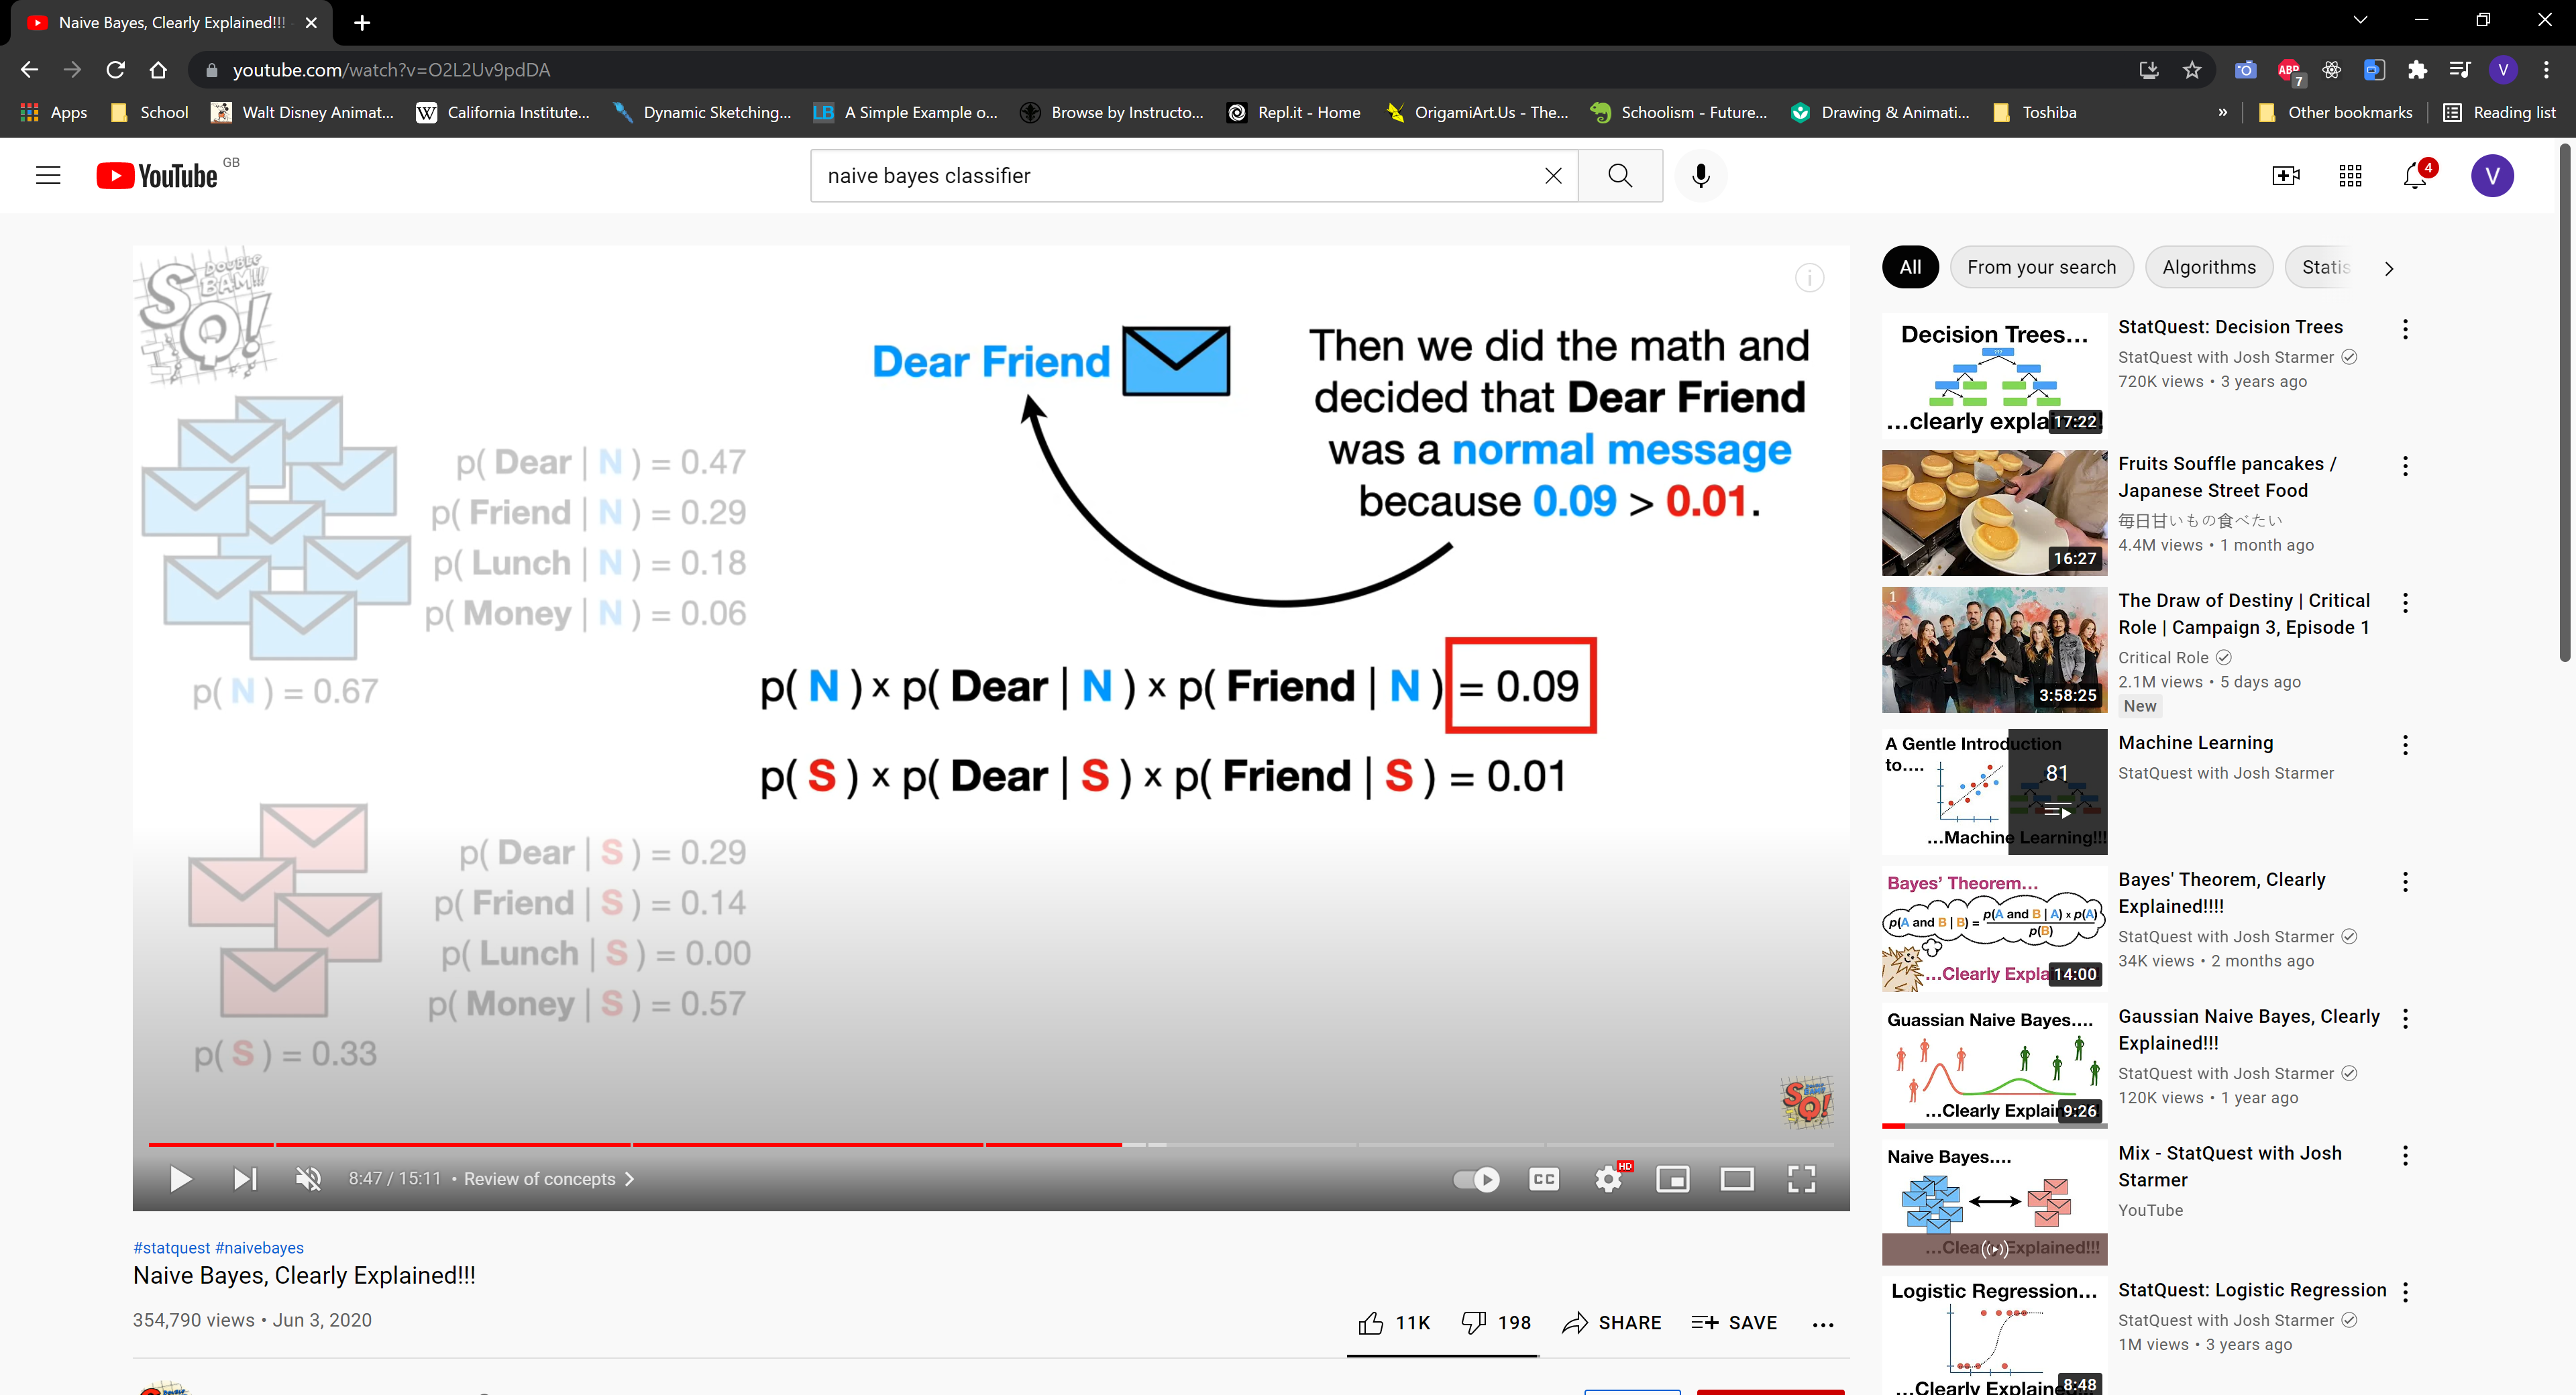 Naive Bayes, Clearly Explained!!!
youtube.com/watch?v=O2L2Uv9pdDA
ABP
7
V
Apps
School
Walt Disney Animat...
W
California Institute...
Dynamic Sketching...
LB
A Simple Example o...
Browse by Instructo...
Repl.it - Home
OrigamiArt.Us - The...
Schoolism - Future...
Drawing & Animati...
Toshiba
»
Other bookmarks
Reading list
YouTube
GB
naive bayes classifier
4
V
DOUBLE
BAM!!!
SQ!
Dear Friend
Then we did the math and
decided that Dear Friend
was a normal message
because 0.09 > 0.01.
p( Dear | N ) = 0.47
p( Friend | N ) = 0.29
p( Lunch | N ) = 0.18
p( Money | N ) = 0.06
p( N ) = 0.67
p( N ) x p( Dear | N ) x p( Friend | N ) = 0.09
p( S ) x p( Dear | S ) x p( Friend | S ) = 0.01
p( Dear | S ) = 0.29
p( Friend | S ) = 0.14
p( Lunch | S ) = 0.00
p( Money | S ) = 0.57
p( S ) = 0.33
SQ!
8:47 / 15:11 • Review of concepts
CC
HD
#statquest #naivebayes
Naive Bayes, Clearly Explained!!!
354,790 views • Jun 3, 2020
11K
198
SHARE
SAVE
All
From your search
Algorithms
Statis
Decision Trees...
...clearly explai
17:22
StatQuest: Decision Trees
StatQuest with Josh Starmer
720K views • 3 years ago
16:27
Fruits Souffle pancakes /
Japanese Street Food
毎日甘いもの食べたい
4.4M views • 1 month ago
1
3:58:25
The Draw of Destiny | Critical
Role | Campaign 3, Episode 1
Critical Role
2.1M views • 5 days ago
New
A Gentle Introduction
to....
...Machine Learning!!!
81
Machine Learning
StatQuest with Josh Starmer
Bayes' Theorem...
p(A and B | B) = p(A and B | A) x p(A)
p(B)
...Clearly Expla
14:00
Bayes' Theorem, Clearly
Explained!!!!
StatQuest with Josh Starmer
34K views • 2 months ago
Guassian Naive Bayes....
...Clearly Explain
9:26
Gaussian Naive Bayes, Clearly
Explained!!!
StatQuest with Josh Starmer
120K views • 1 year ago
Naive Bayes....
...Clearly Explained!!!
Mix - StatQuest with Josh
Starmer
YouTube
Logistic Regression...
...Clearly Explaine
8:48
StatQuest: Logistic Regression
StatQuest with Josh Starmer
1M views • 3 years ago